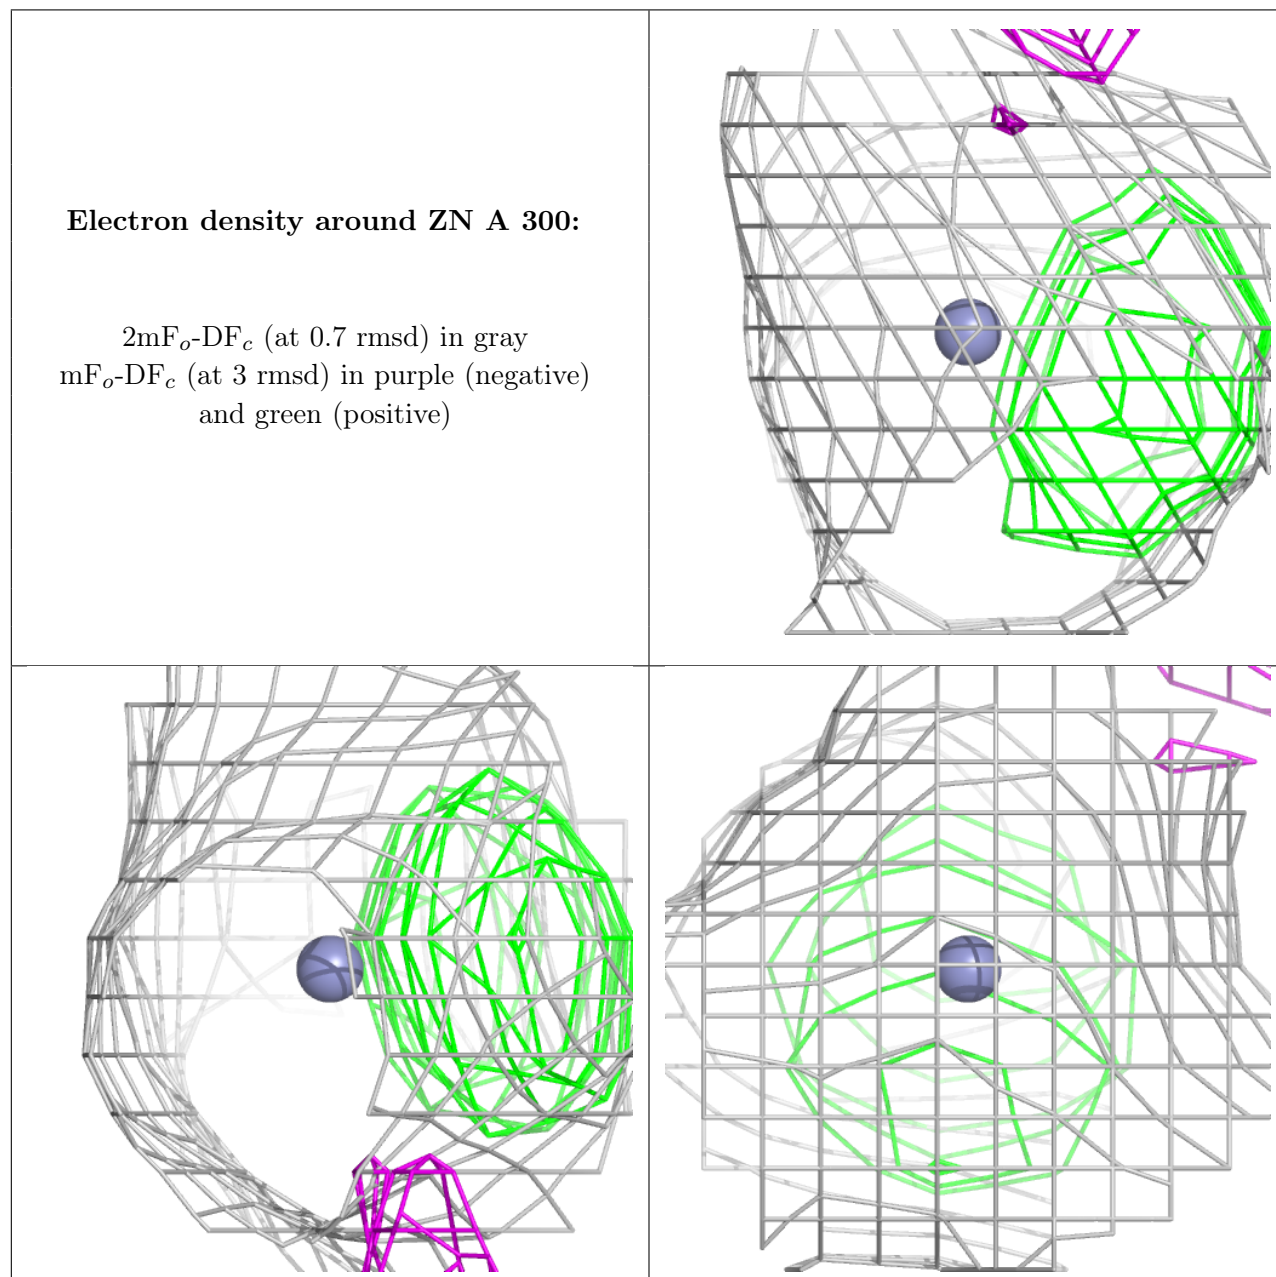 Electron density around ZN A 300:
2mFo-DFc (at 0.7 rmsd) in gray
mFo-DFc (at 3 rmsd) in purple (negative)
and green (positive)